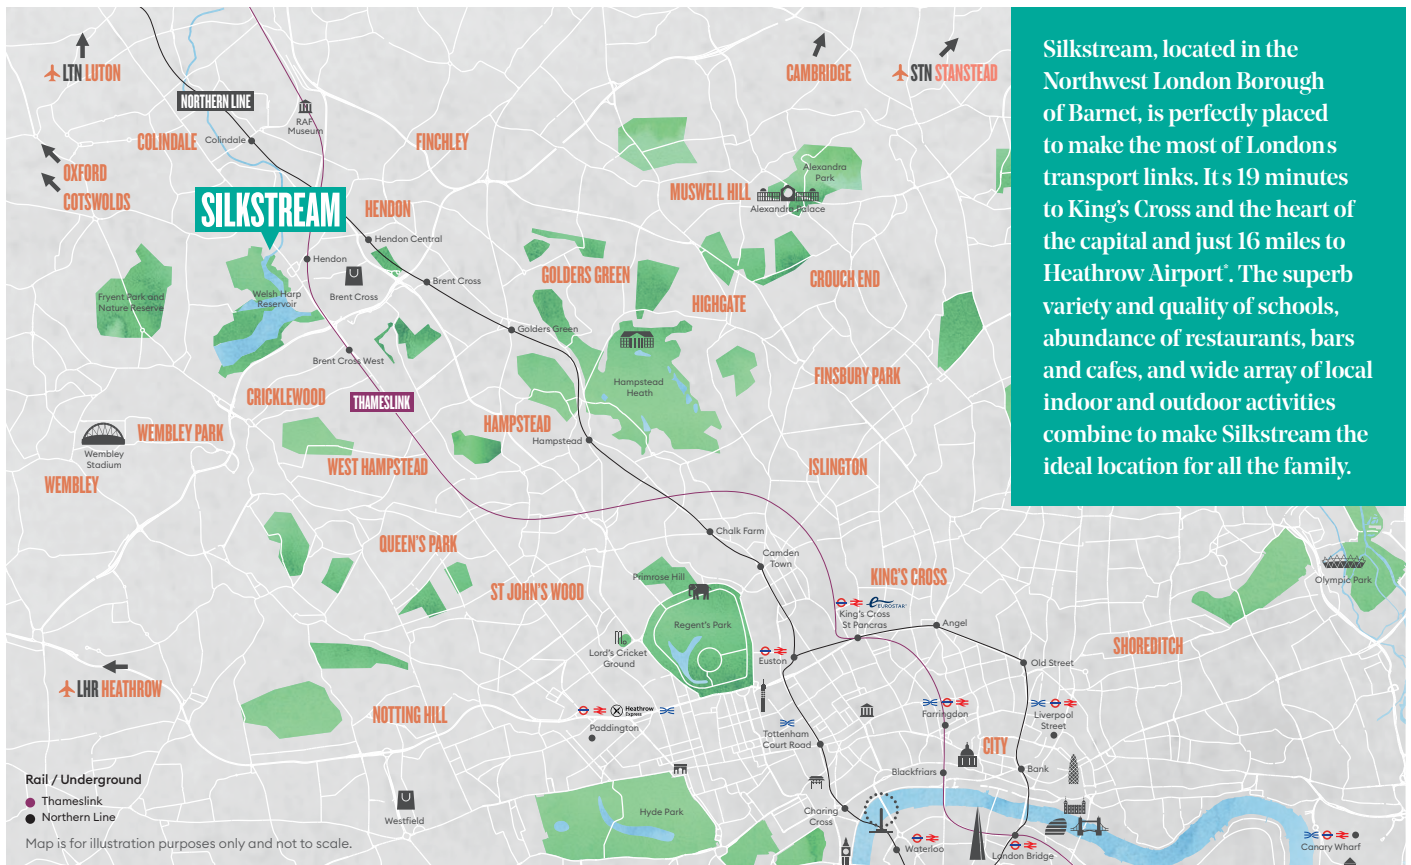 LTN LUTON
CAMBRIDGE
STN STANSTEAD
NORTHERN LINE
RAF
Museum
COLINDALE
Colindale
FINCHLEY
OXFORD
COTSWOLDS
Alexandra
Park
MUSWELL HILL
Alexandra Palace
SILKSTREAM
HENDON
Hendon Central
Hendon
Brent Cross
Brent Cross
GOLDERS GREEN
CROUCH END
HIGHGATE
Fryent Park and
Nature Reserve
Welsh Harp
Reservoir
Golders Green
Brent Cross West
Hampstead
Heath
FINSBURY PARK
CRICKLEWOOD
THAMESLINK
HAMPSTEAD
Hampstead
WEMBLEY PARK
Wembley
Stadium
WEST HAMPSTEAD
ISLINGTON
WEMBLEY
Silkstream, located in the
Northwest London Borough
of Barnet, is perfectly placed
to make the most of London s
transport links. It s 19 minutes
to King's Cross and the heart of
the capital and just 16 miles to
Heathrow Airport*. The superb
variety and quality of schools,
abundance of restaurants, bars
and cafes, and wide array of local
indoor and outdoor activities
combine to make Silkstream the
ideal location for all the family.
QUEEN'S PARK
Chalk Farm
Camden
Town
ST JOHN'S WOOD
Primrose Hill
KING'S CROSS
EUROSTAR
King's Cross
St Pancras
Angel
Olympic Park
Regent's Park
Lord's Cricket
Ground
Euston
Old Street
SHOREDITCH
LHR HEATHROW
NOTTING HILL
Heathrow
Express
Paddington
Farringdon
Liverpool
Street
Tottenham
Court Road
CITY
Blackfriars
Bank
Rail / Underground
Thameslink
Northern Line
Map is for illustration purposes only and not to scale.
Westfield
Hyde Park
Charing
Cross
Waterloo
London Bridge
Canary Wharf